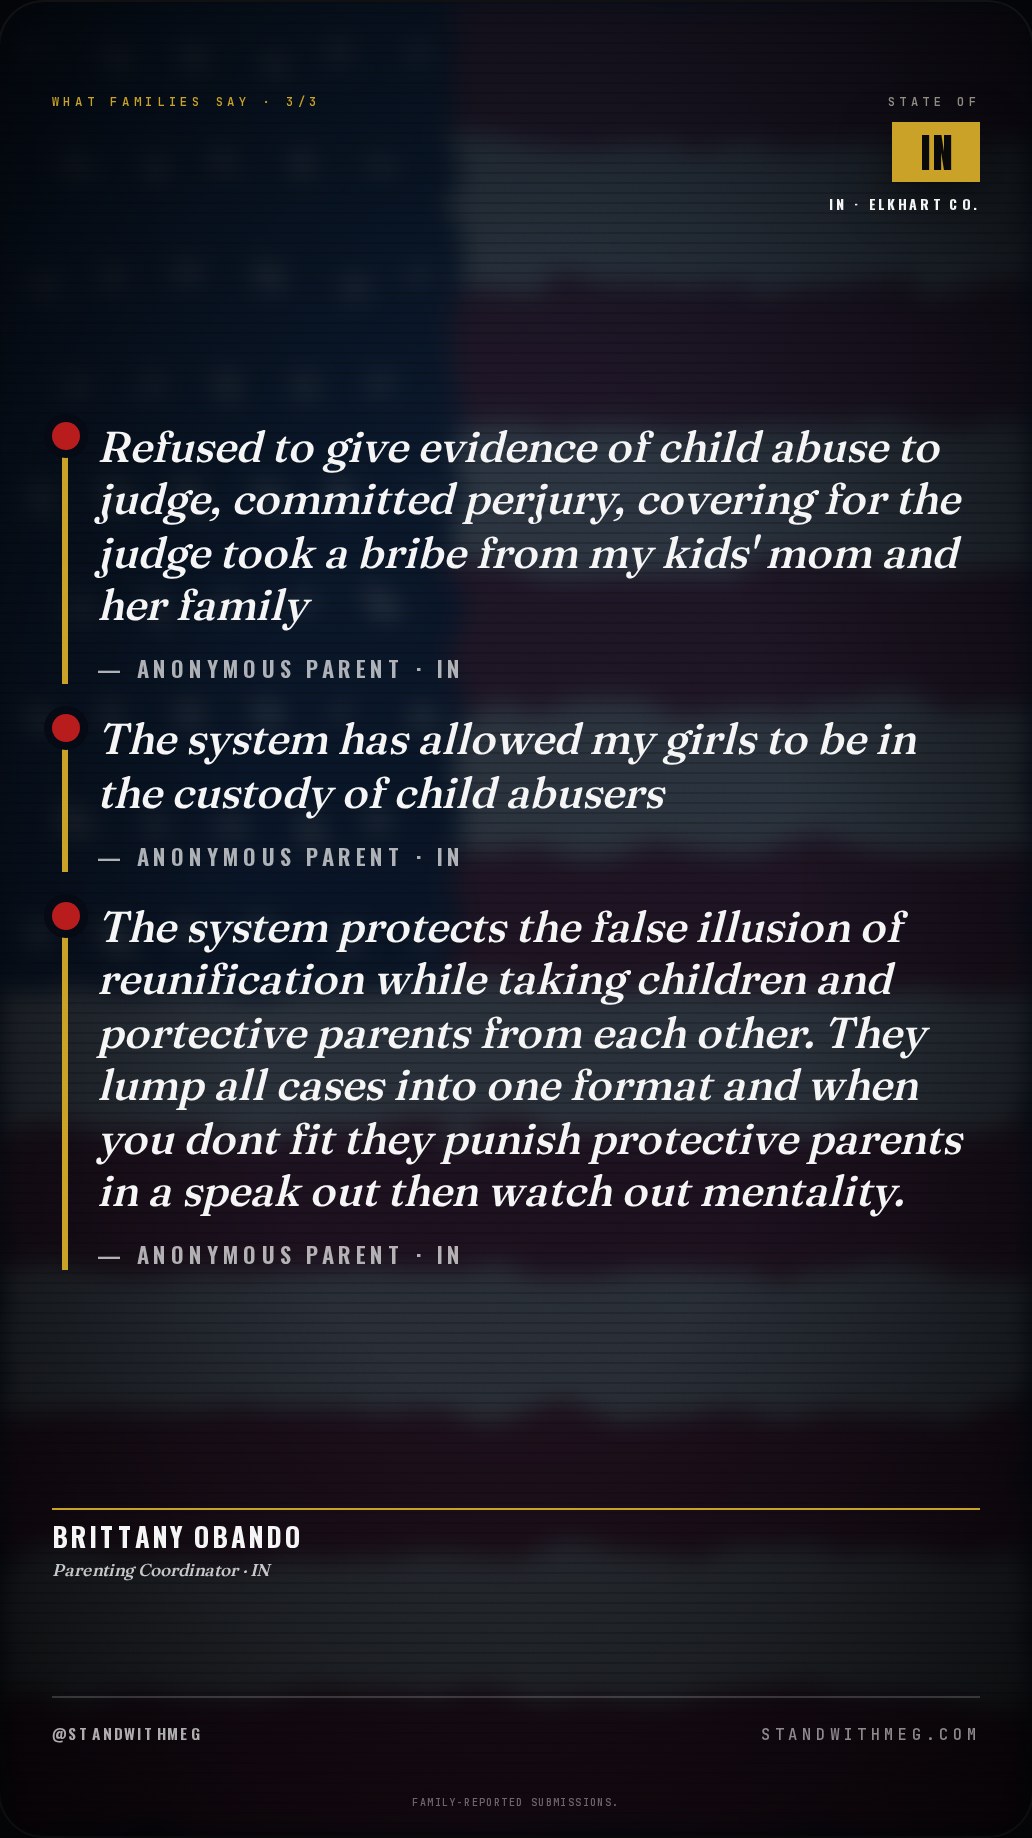 WHAT FAMILIES SAY · 3/3
STATE OF
IN
IN · ELKHART CO.
Refused to give evidence of child abuse to
judge, committed perjury, covering for the
judge took a bribe from my kids' mom and
her family
— ANONYMOUS PARENT · IN
The system has allowed my girls to be in
the custody of child abusers
— ANONYMOUS PARENT · IN
The system protects the false illusion of
reunification while taking children and
portective parents from each other. They
lump all cases into one format and when
you dont fit they punish protective parents
in a speak out then watch out mentality.
— ANONYMOUS PARENT · IN
BRITTANY OBANDO
Parenting Coordinator · IN
@STANDWITHMEG
STANDWITHMEG.COM
FAMILY-REPORTED SUBMISSIONS.